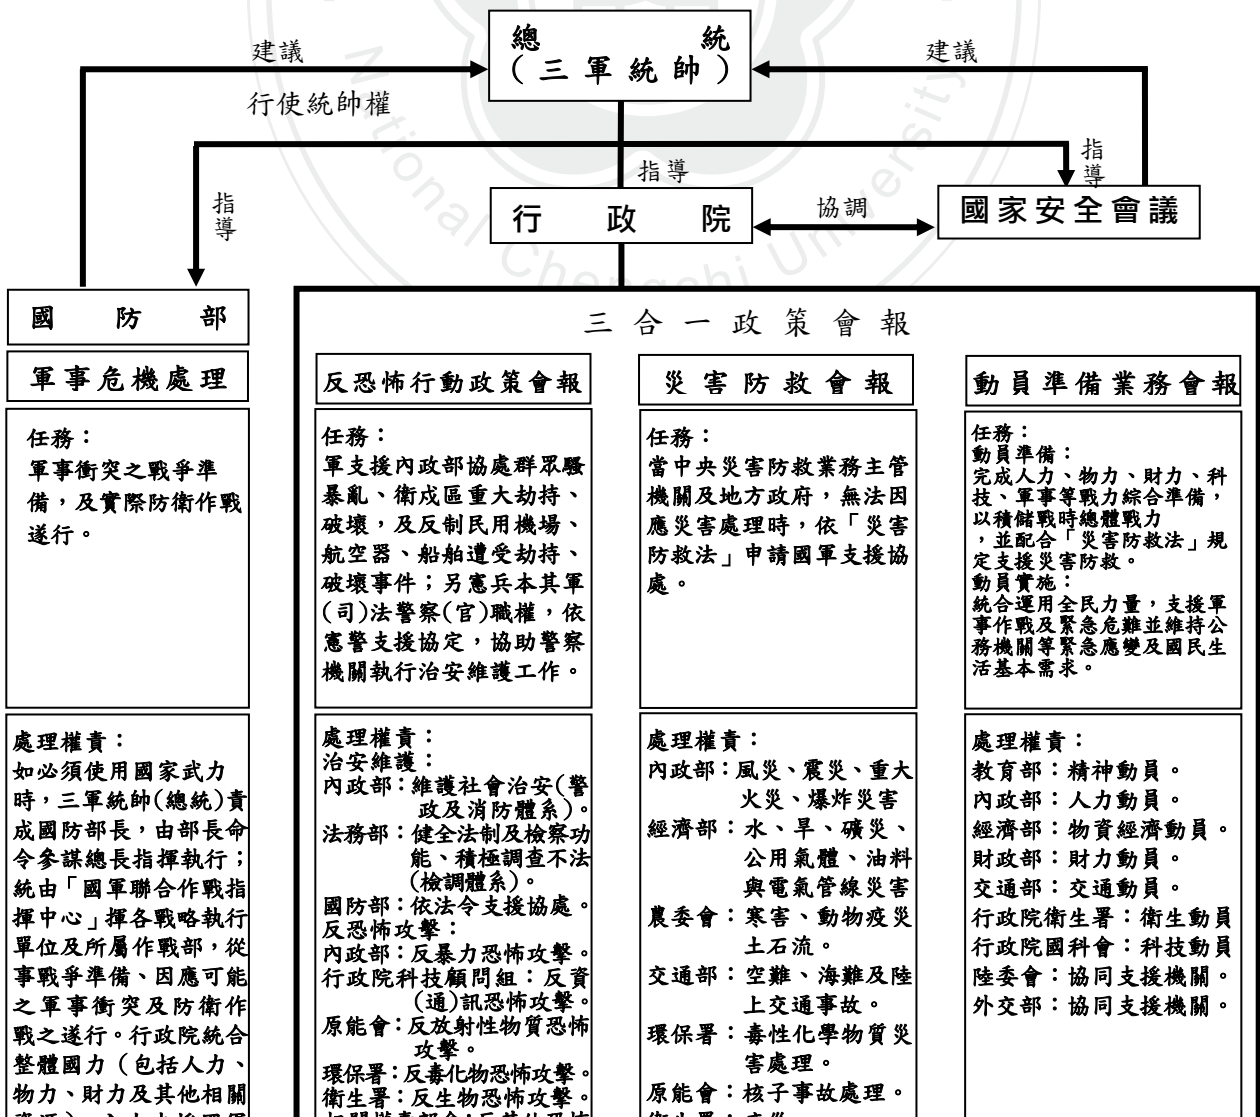 總 統
(三軍統帥)
建議
建議
行使統帥權
指導
指導
指導
行 政 院
協調
國家安全會議
National Chengchi University
國 防 部
軍事危機處理
任務：
軍事衝突之戰爭準
備，及實際防衛作戰
遂行。
處理權責：
如必須使用國家武力
時，三軍統帥(總統)責
成國防部長，由部長命
令參謀總長指揮執行；
統由「國軍聯合作戰指
揮中心」揮各戰略執行
單位及所屬作戰部，從
事戰爭準備、因應可能
之軍事衝突及防衛作
戰之遂行。行政院統合
整體國力（包括人力、
物力、財力及其他相關
三合一政策會報
反恐怖行動政策會報
任務：
軍支援內政部協處群眾騷
暴亂、衛戍區重大劫持、
破壞，及反制民用機場、
航空器、船舶遭受劫持、
破壞事件；另憲兵本其軍
(司)法警察(官)職權，依
憲警支援協定，協助警察
機關執行治安維護工作。
處理權責：
治安維護：
內政部：維護社會治安(警
政及消防體系)。
法務部：健全法制及檢察功
能、積極調查不法
(檢調體系)。
國防部：依法令支援協處。
反恐怖攻擊：
內政部：反暴力恐怖攻擊。
行政院科技顧問組：反資
(通)訊恐怖攻擊。
原能會：反放射性物質恐怖
攻擊。
環保署：反毒化物恐怖攻擊。
衛生署：反生物恐怖攻擊。
災害防救會報
任務：
當中央災害防救業務主管
機關及地方政府，無法因
應災害處理時，依「災害
防救法」申請國軍支援協
處。
處理權責：
內政部：風災、震災、重大
火災、爆炸災害
經濟部：水、旱、礦災、
公用氣體、油料
與電氣管線災害
農委會：寒害、動物疫災
土石流。
交通部：空難、海難及陸
上交通事故。
環保署：毒性化學物質災
害處理。
原能會：核子事故處理。
動員準備業務會報
任務：
動員準備：
完成人力、物力、財力、科
技、軍事等戰力綜合準備，
以積儲戰時總體戰力
，並配合「災害防救法」規
定支援災害防救。
動員實施：
統合運用全民力量，支援軍
事作戰及緊急危難並維持公
務機關等緊急應變及國民生
活基本需求。
處理權責：
教育部：精神動員。
內政部：人力動員。
經濟部：物資經濟動員。
財政部：財力動員。
交通部：交通動員。
行政院衛生署：衛生動員
行政院國科會：科技動員
陸委會：協同支援機關。
外交部：協同支援機關。